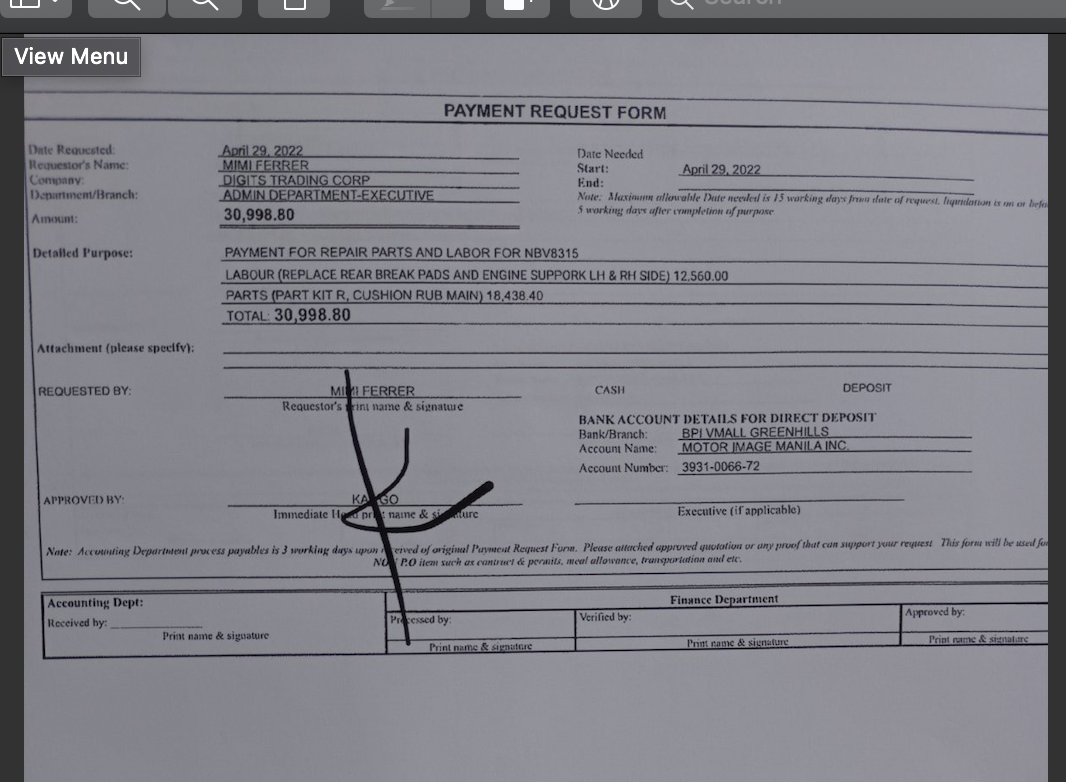 Search
View Menu
PAYMENT REQUEST FORM
Date Requested: April 29, 2022
Requestor's Name: MIMI FERRER
Company: DIGITS TRADING CORP
Department/Branch: ADMIN DEPARTMENT-EXECUTIVE
Amount: 30,998.80
Date Needed
Start: April 29, 2022
End:
Note: Maximum allowable Date needed is 15 working days from date of request, liquidation is on or
5 working days after completion of purpose
Detailed Purpose: PAYMENT FOR REPAIR PARTS AND LABOR FOR NBV8315
LABOUR (REPLACE REAR BREAK PADS AND ENGINE SUPPORK LH & RH SIDE) 12,560.00
PARTS (PART KIT R, CUSHION RUB MAIN) 18,438.40
TOTAL: 30,998.80
Attachment (please specify):
REQUESTED BY: MIMI FERRER
Requestor's print name & signature
CASH DEPOSIT
BANK ACCOUNT DETAILS FOR DIRECT DEPOSIT
Bank/Branch: BPI VMALL GREENHILLS
Account Name: MOTOR IMAGE MANILA INC.
Account Number: 3931-0066-72
APPROVED BY: GO
Immediate Head print name & signature
Executive (if applicable)
Note: Accounting Department process payables is 3 working days upon received of original Payment Request Form. Please attached approved quotation or any proof that can support your request This form will be used
P.O item such as contract & permits, meal allowance, transportation and etc.
Accounting Dept:
Received by:
Print name & signature
Finance Department
Processed by:
Print name & signature
Verified by:
Print name & signature
Approved by:
Print name & signature